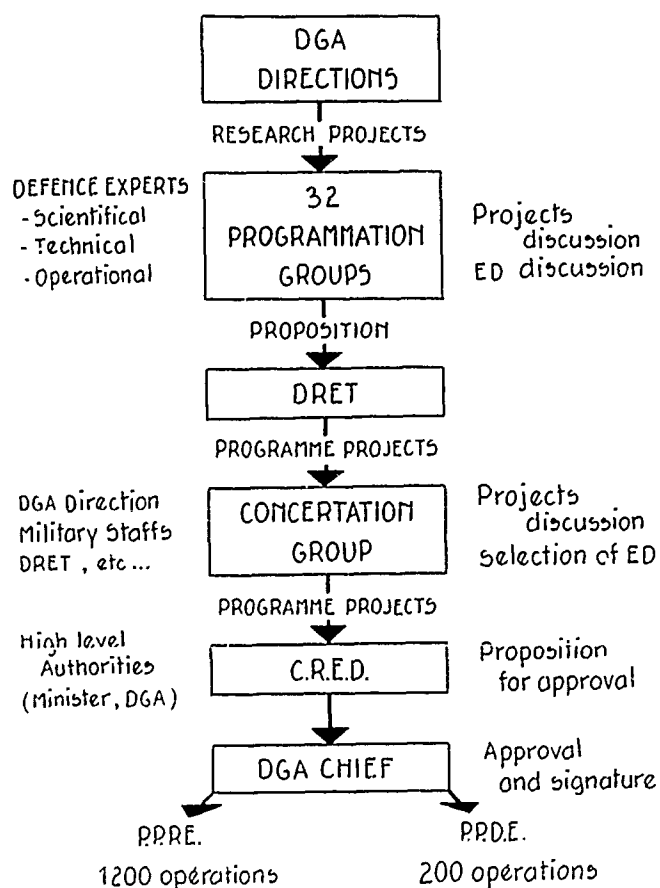 DGA
DIRECTIONS
RESEARCH PROJECTS
DEFENCE EXPERTS
- Scientifical
- Technical
- Operational
32
PROGRAMMATION
GROUPS
Projects
discussion
ED discussion
PROPOSITION
DRET
PROGRAMME PROJECTS
DGA Direction
Military Staffs
DRET, etc...
CONCERTATION
GROUP
Projects
discussion
selection of ED
PROGRAMME PROJECTS
High level
Authorities
(Minister, DGA)
C.R.E.D.
Proposition
for approval
DGA CHIEF
Approval
and signature
P.P.R.E.
1200 opérations
P.P.D.E.
200 opérations